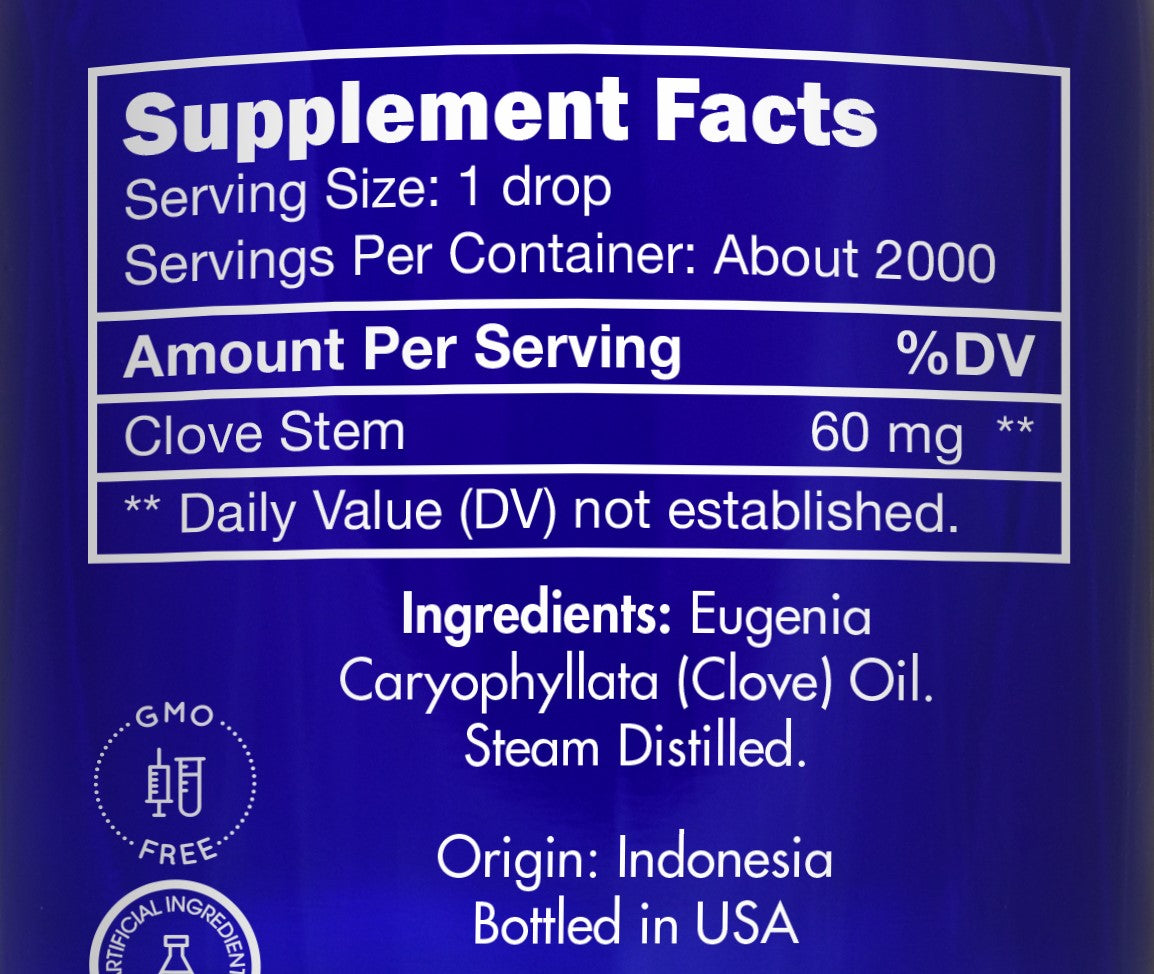 Supplement Facts
Serving Size: 1 drop
Servings Per Container: About 2000
Amount Per Serving %DV
Clove Stem 60 mg **
** Daily Value (DV) not established.
Ingredients: Eugenia
Caryophyllata (Clove) Oil.
Steam Distilled.
GMO
FREE
Origin: Indonesia
Bottled in USA
INGREDIENT